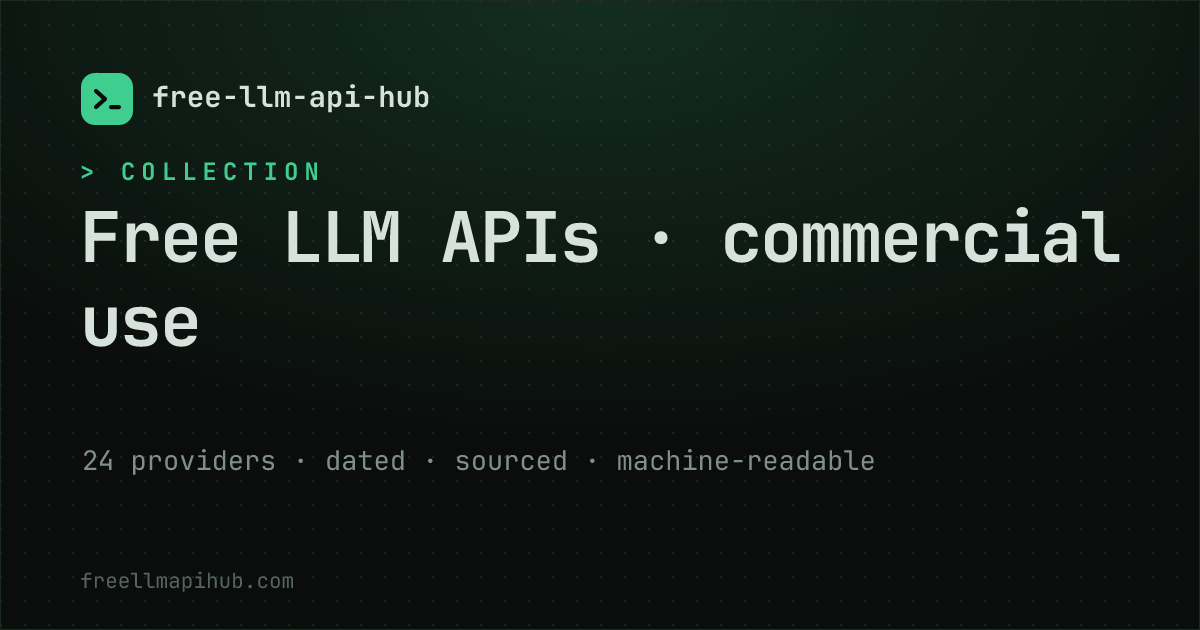 free-llm-api-hub
> COLLECTION
Free LLM APIs · commercial
use
24 providers · dated · sourced · machine-readable
freellmapihub.com